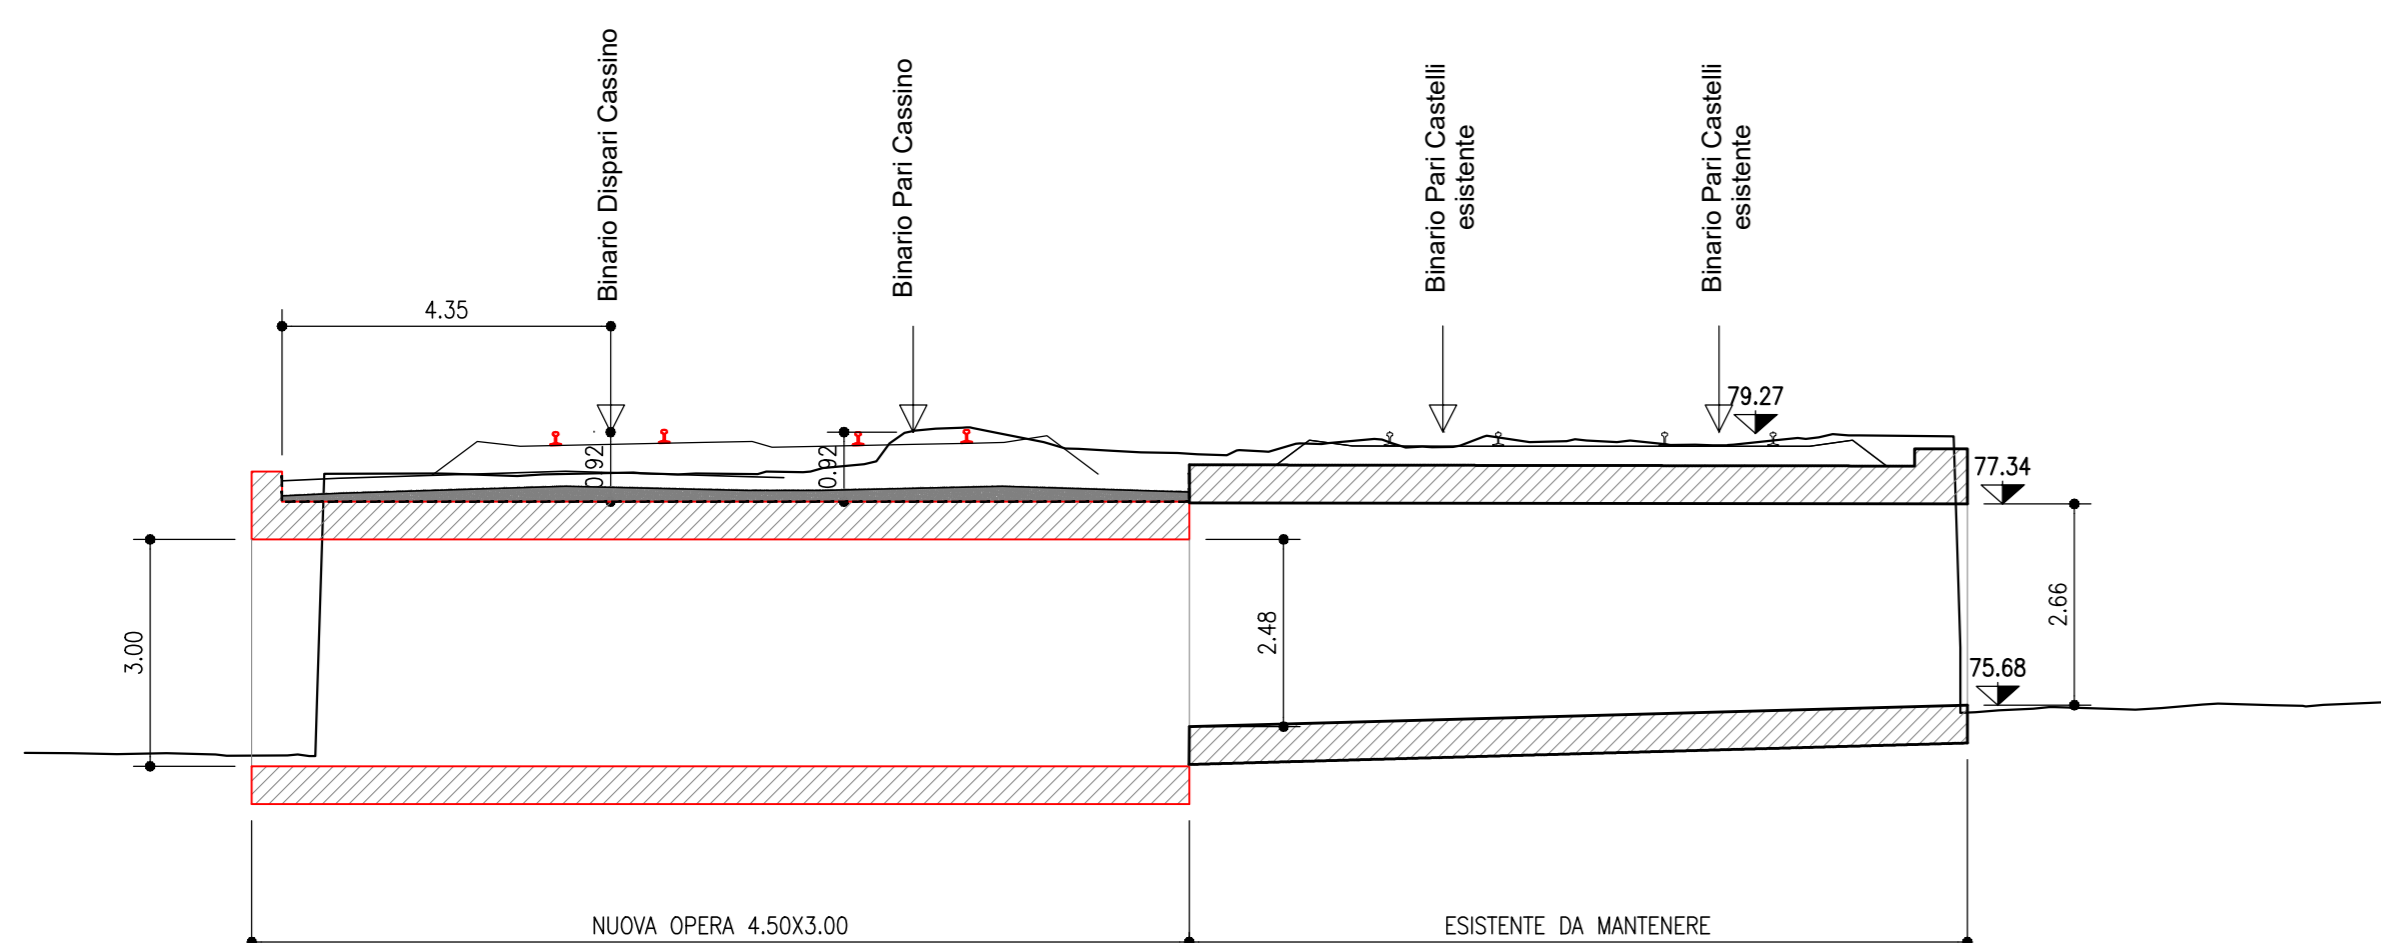 Binario Dispari Cassino
Binario Pari Cassino
Binario Pari Castelli
esistente
Binario Pari Castelli
esistente
4.35
79.27
0.92
0.92
77.34
3.00
2.48
2.66
75.68
NUOVA OPERA 4.50X3.00
ESISTENTE DA MANTENERE